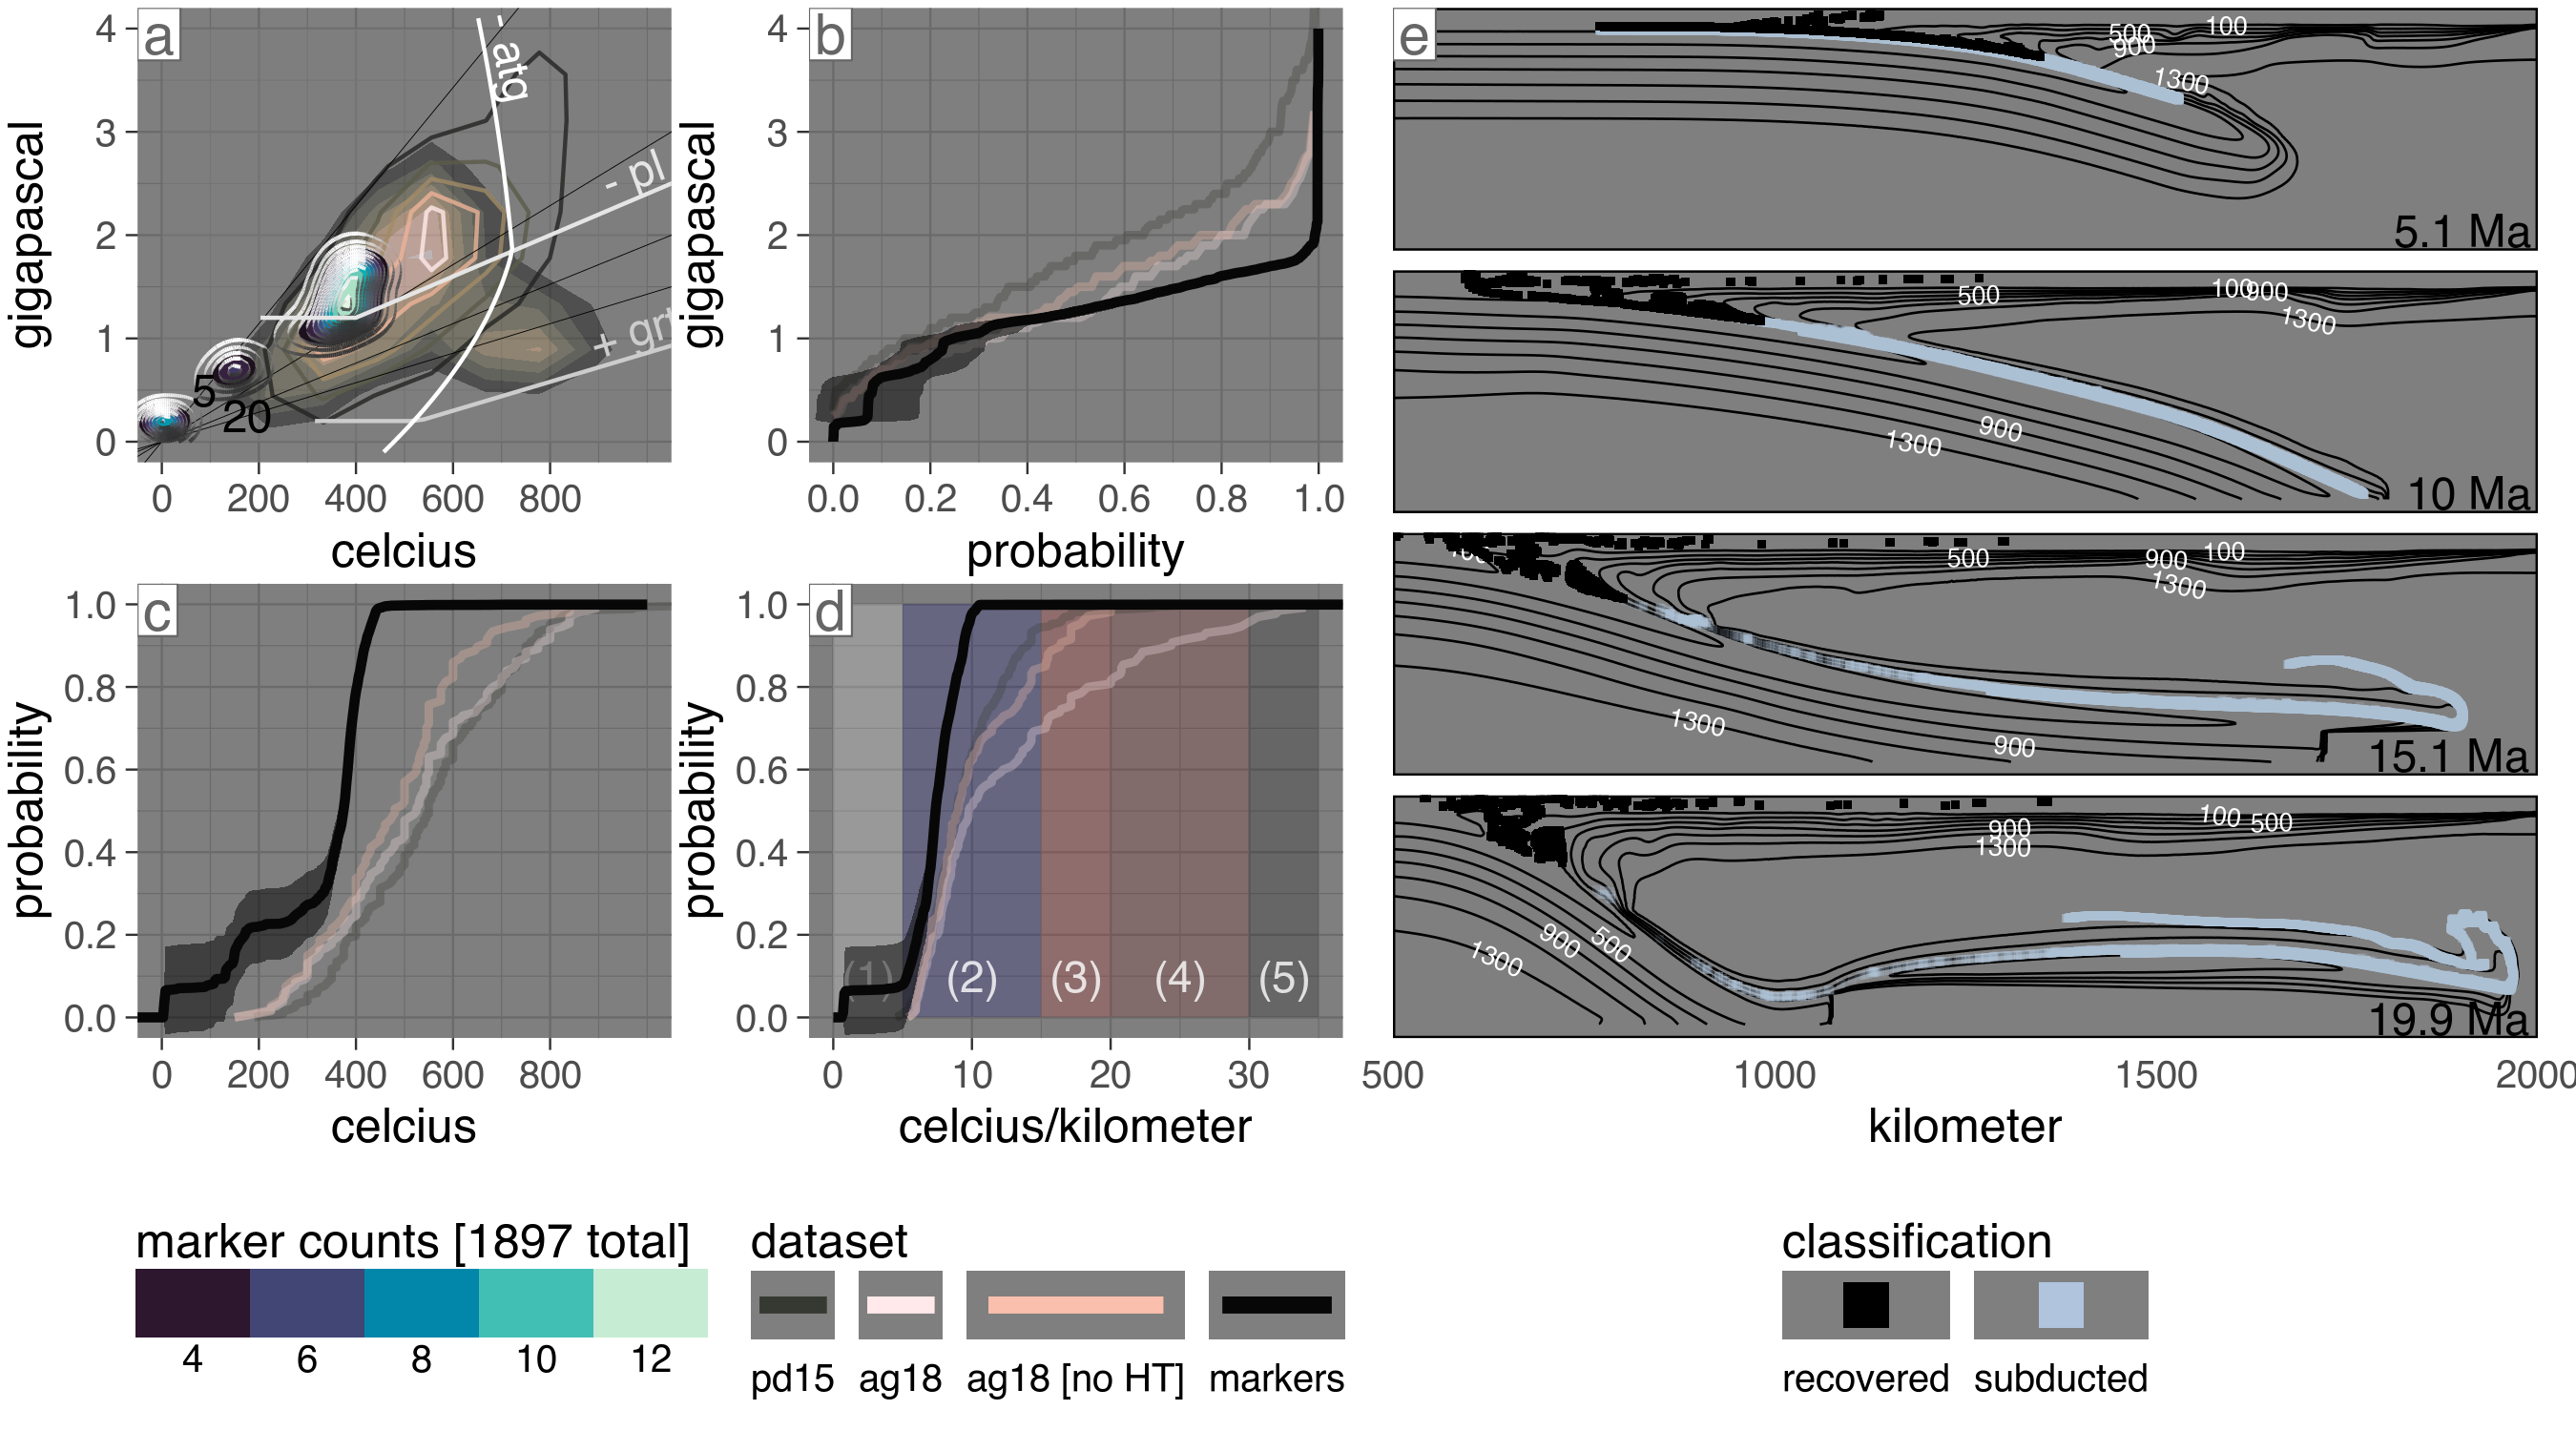 a
4
3
2
1
0
gigapascal
- atg
- pl
+ grt
5
20
0 200 400 600 800
celcius
b
4
3
2
1
0
gigapascal
0.0 0.2 0.4 0.6 0.8 1.0
probability
c
1.0
0.8
0.6
0.4
0.2
0.0
probability
0 200 400 600 800
celcius
d
1.0
0.8
0.6
0.4
0.2
0.0
probability
(1) (2) (3) (4) (5)
0 10 20 30
celcius/kilometer
e
500 100
900
1300
5.1 Ma
500 100 900
1300
900
1300
10 Ma
500 900 100
1300
1300
900
15.1 Ma
100 500
900
1300
900 500
1300
19.9 Ma
500 1000 1500 2000
kilometer
marker counts [1897 total]
4 6 8 10 12
dataset
pd15 ag18 ag18 [no HT] markers
classification
recovered subducted